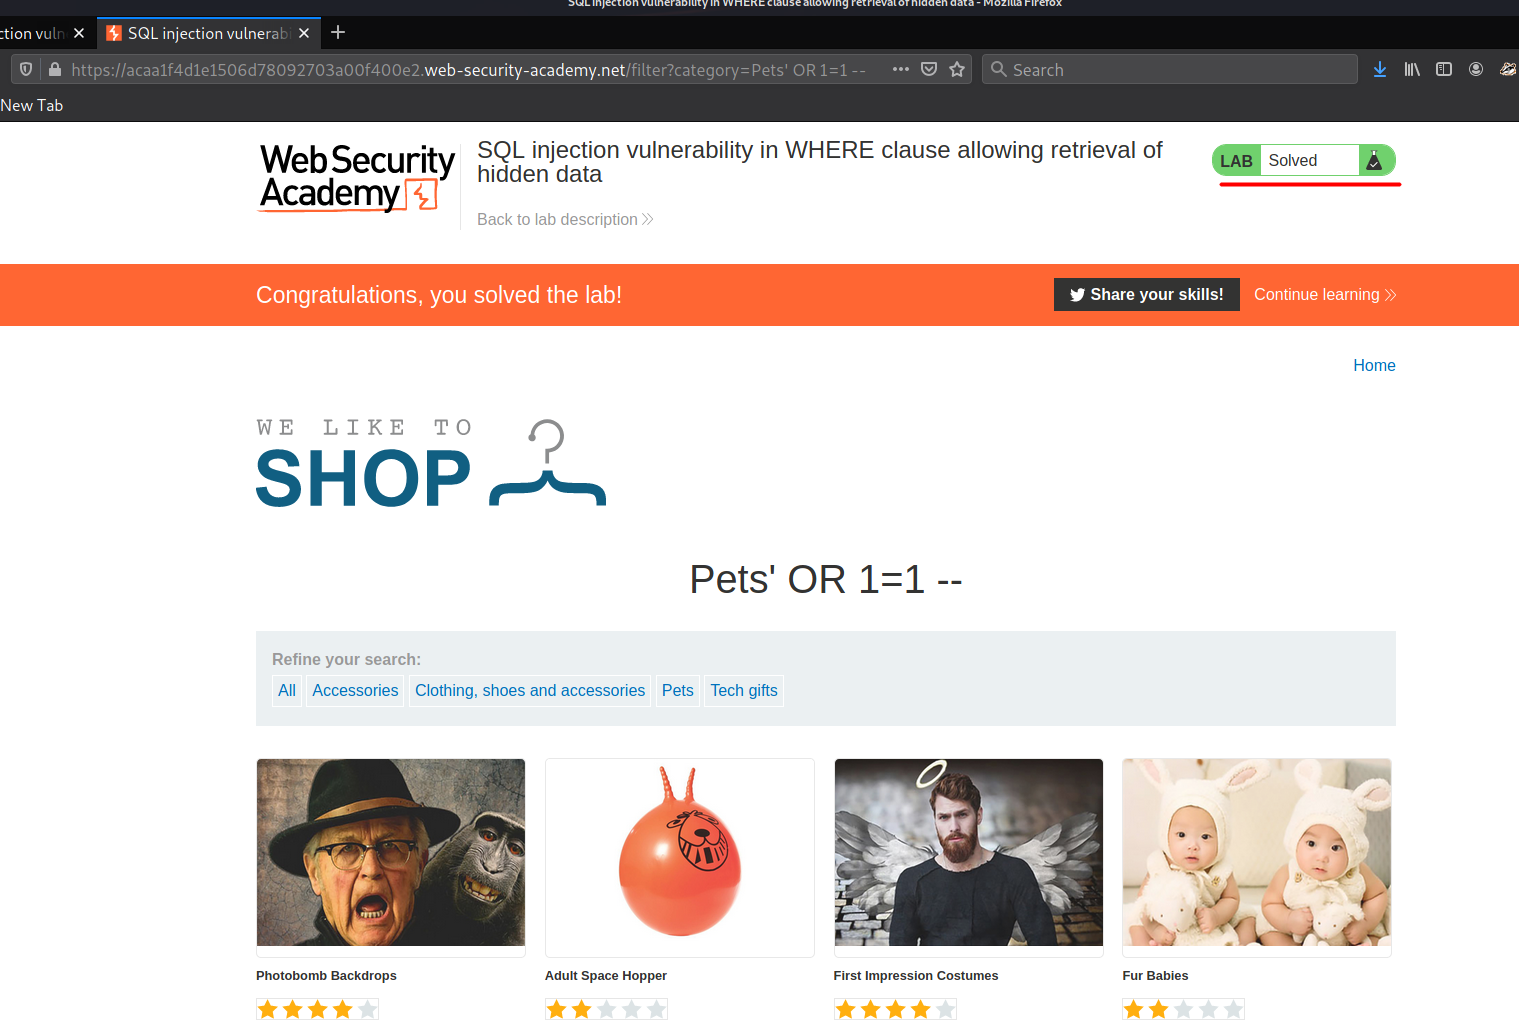 SQL injection vulnerability in WHERE clause allowing retrieval of hidden data - Mozilla Firefox
ction vuln
SQL injection vulnerabi
https://acaa1f4d1e1506d78092703a00f400e2.web-security-academy.net/filter?category=Pets' OR 1=1 --
Search
New Tab
Web Security
Academy
SQL injection vulnerability in WHERE clause allowing retrieval of
hidden data
Back to lab description
LAB Solved
Congratulations, you solved the lab!
Share your skills!
Continue learning
Home
WE LIKE TO
SHOP
Pets' OR 1=1 --
Refine your search:
All Accessories Clothing, shoes and accessories Pets Tech gifts
Photobomb Backdrops
Adult Space Hopper
First Impression Costumes
Fur Babies